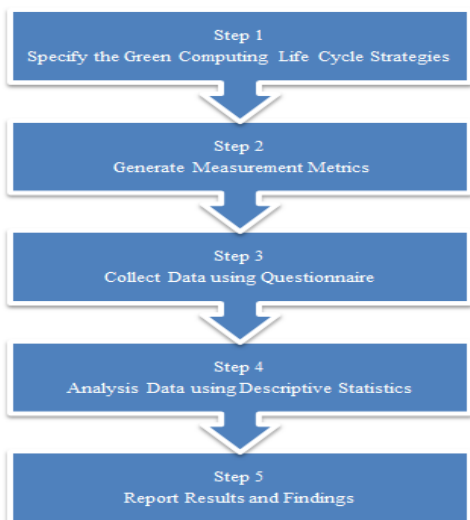 Step 1
Specify the Green Computing Life Cycle Strategies
Step 2
Generate Measurement Metrics
Step 3
Collect Data using Questionnaire
Step 4
Analysis Data using Descriptive Statistics
Step 5
Report Results and Findings